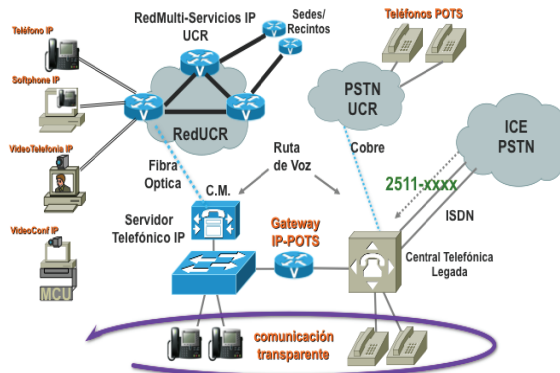 Teléfono IP
Softphone IP
VideoTelefonia IP
VideoConf IP
MCU
RedMulti-Servicios IP
UCR
Sedes/
Recintos
RedUCR
Teléfonos POTS
PSTN
UCR
ICE
PSTN
Fibra
Optica
Ruta
de Voz
Cobre
2511-xxxx
ISDN
C.M.
Servidor
Telefónico IP
Gateway
IP-POTS
Central Telefónica
Legada
comunicación
transparente